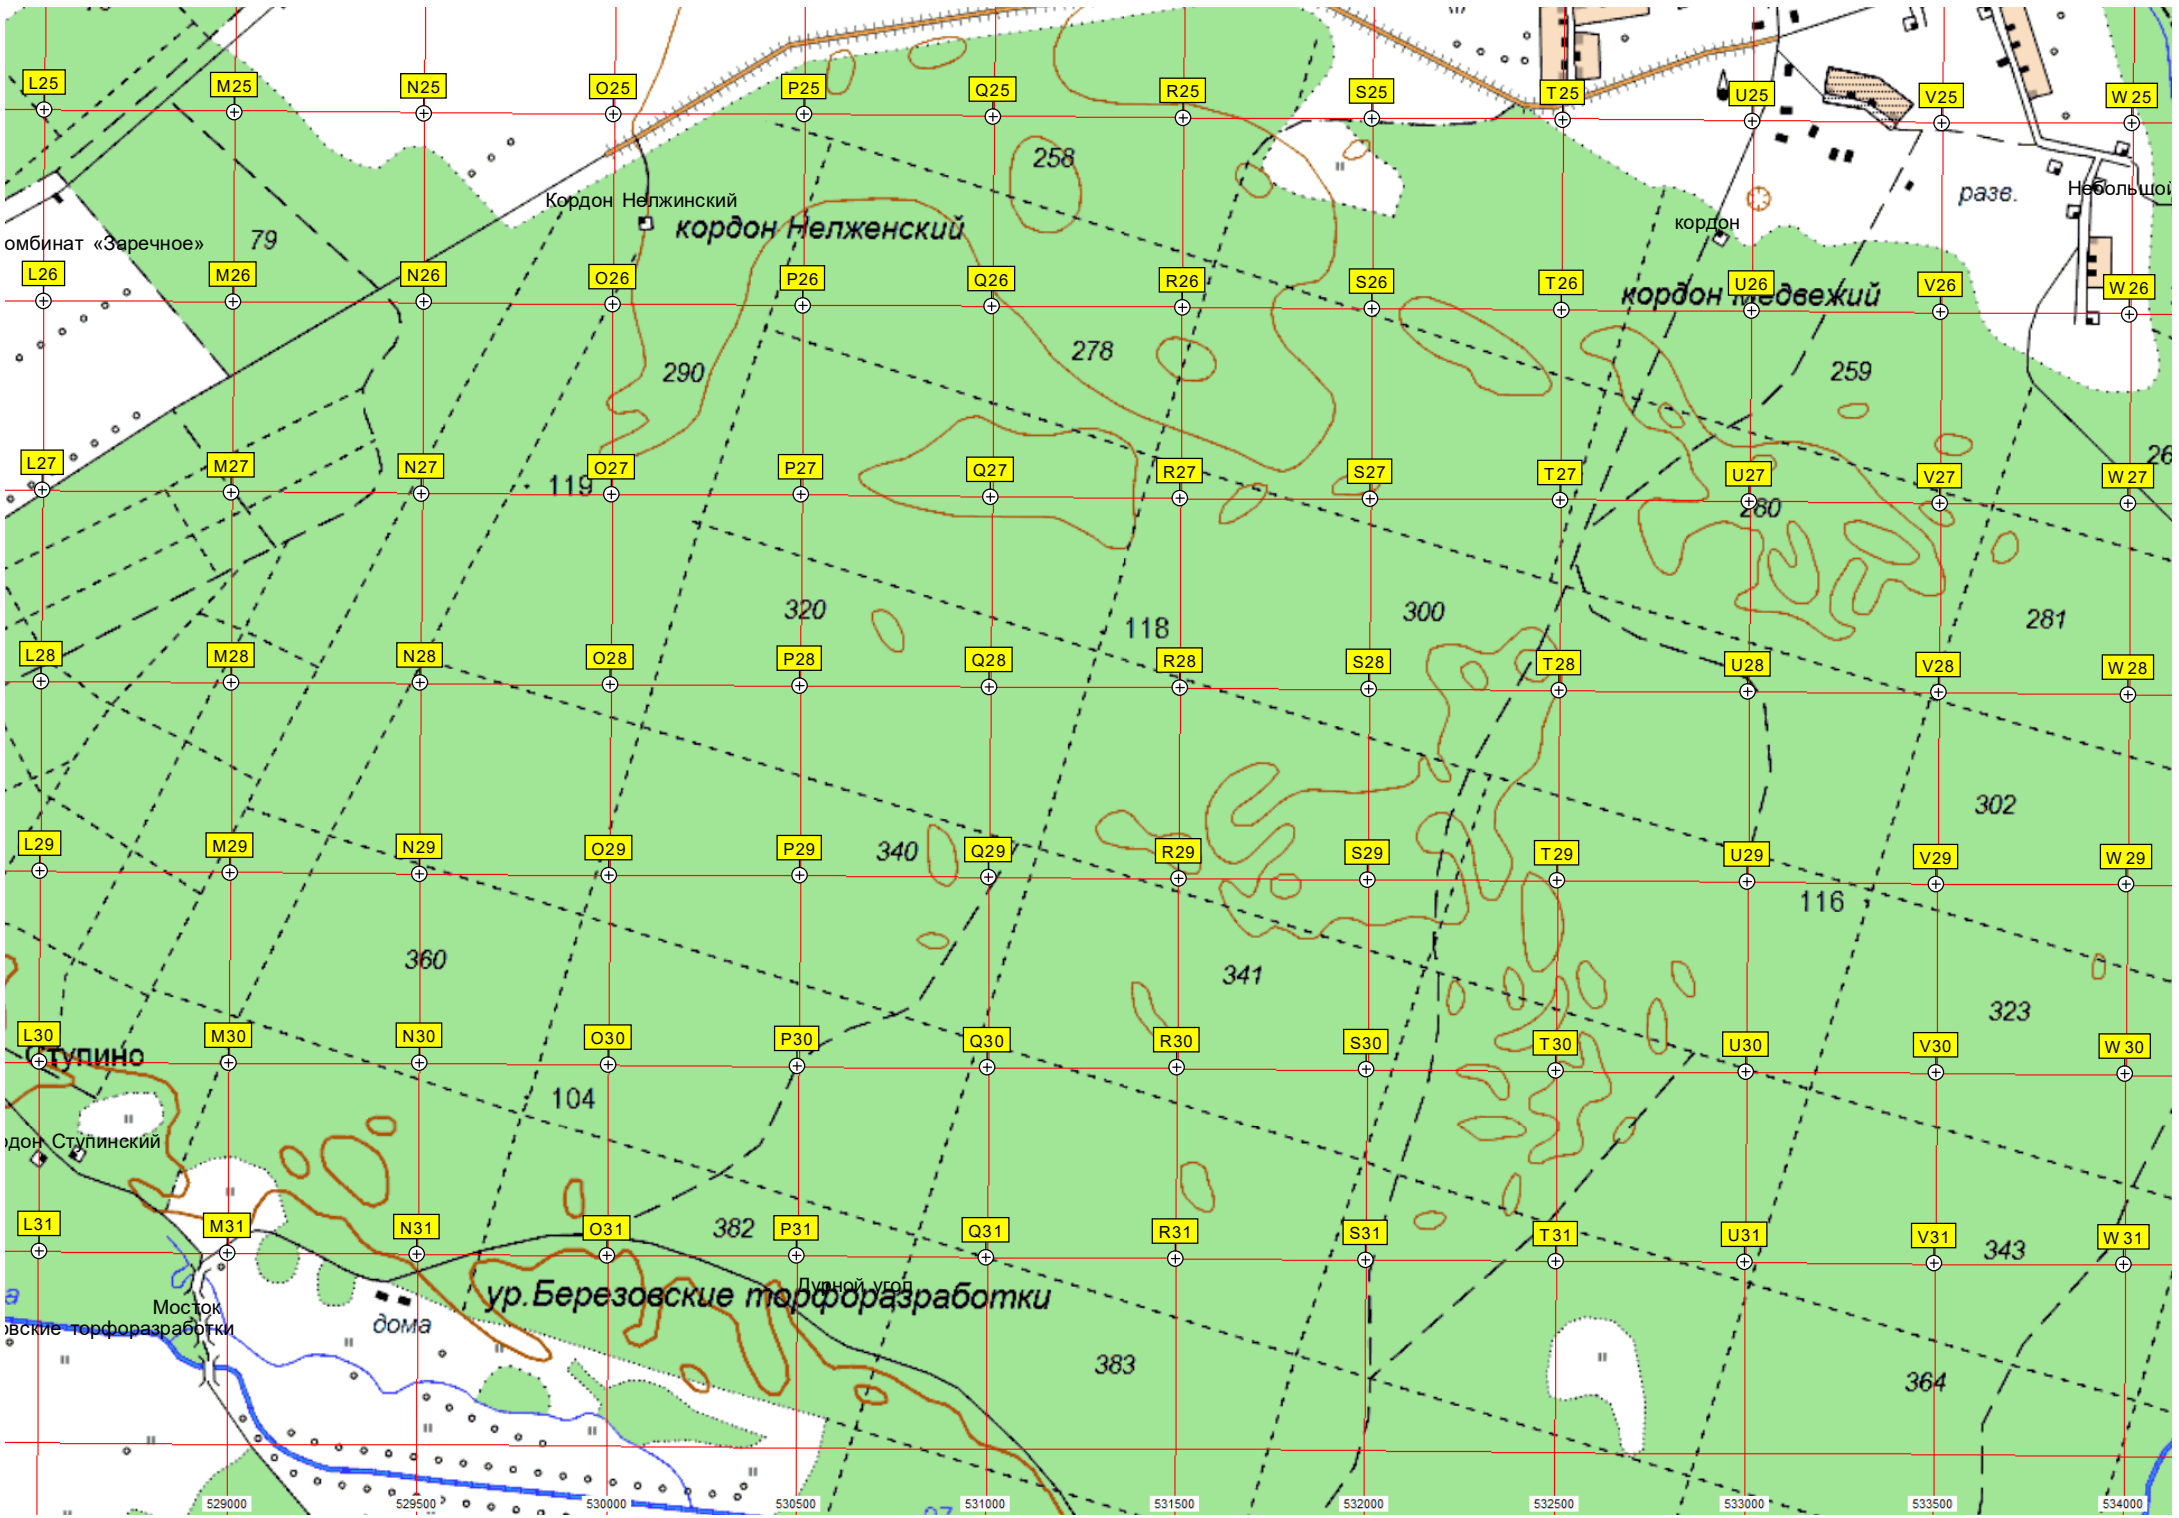 L25 M25 N25 O25 P25 Q25 R25 S25 T25 U25 V25 W25
258
разв.
Кордон Нелжинский
кордон Нелженский
кордон
79
омбинат «Заречное»
L26 M26 N26 O26 P26 Q26 R26 S26 T26 U26 V26 W26
кордон Медвежий
290
278
259
L27 M27 N27 O27 P27 Q27 R27 S27 T27 U27 V27 W27
26
119
280
320
118
300
281
L28 M28 N28 O28 P28 Q28 R28 S28 T28 U28 V28 W28
302
L29 M29 N29 O29 P29 Q29 R29 S29 T29 U29 V29 W29
340
116
360
341
323
L30 M30 N30 O30 P30 Q30 R30 S30 T30 U30 V30 W30
Ступино
104
рдон Ступинский
L31 M31 N31 O31 P31 Q31 R31 S31 T31 U31 V31 W31
382
343
Дурной угол
ур.Березовские торфоразработки
а
Мосток
овские торфоразработки
дома
383
364
529000 529500 530000 530500 531000 531500 532000 532500 533000 533500 534000